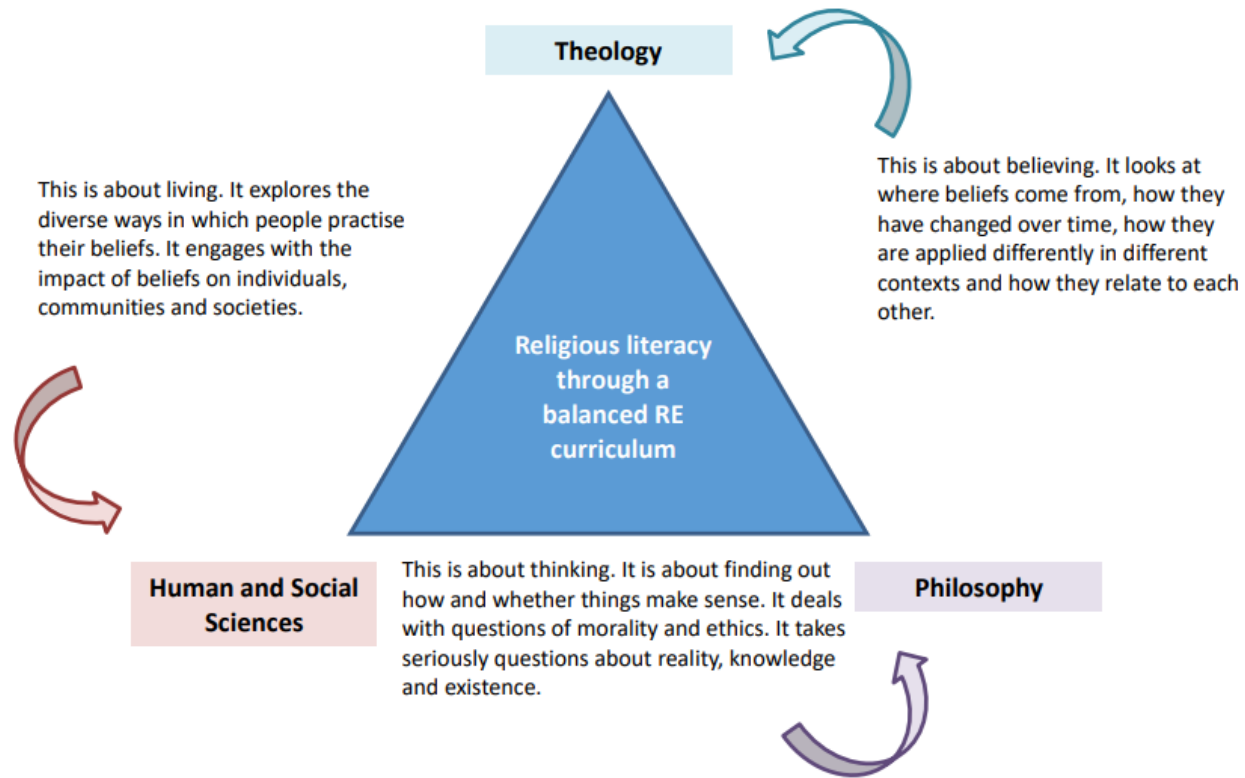 Theology
This is about believing. It looks at
where beliefs come from, how they
have changed over time, how they
are applied differently in different
contexts and how they relate to each
other.
This is about living. It explores the
diverse ways in which people practise
their beliefs. It engages with the
impact of beliefs on individuals,
communities and societies.
Religious literacy
through a
balanced RE
curriculum
Human and Social
Sciences
This is about thinking. It is about finding out
how and whether things make sense. It deals
with questions of morality and ethics. It takes
seriously questions about reality, knowledge
and existence.
Philosophy